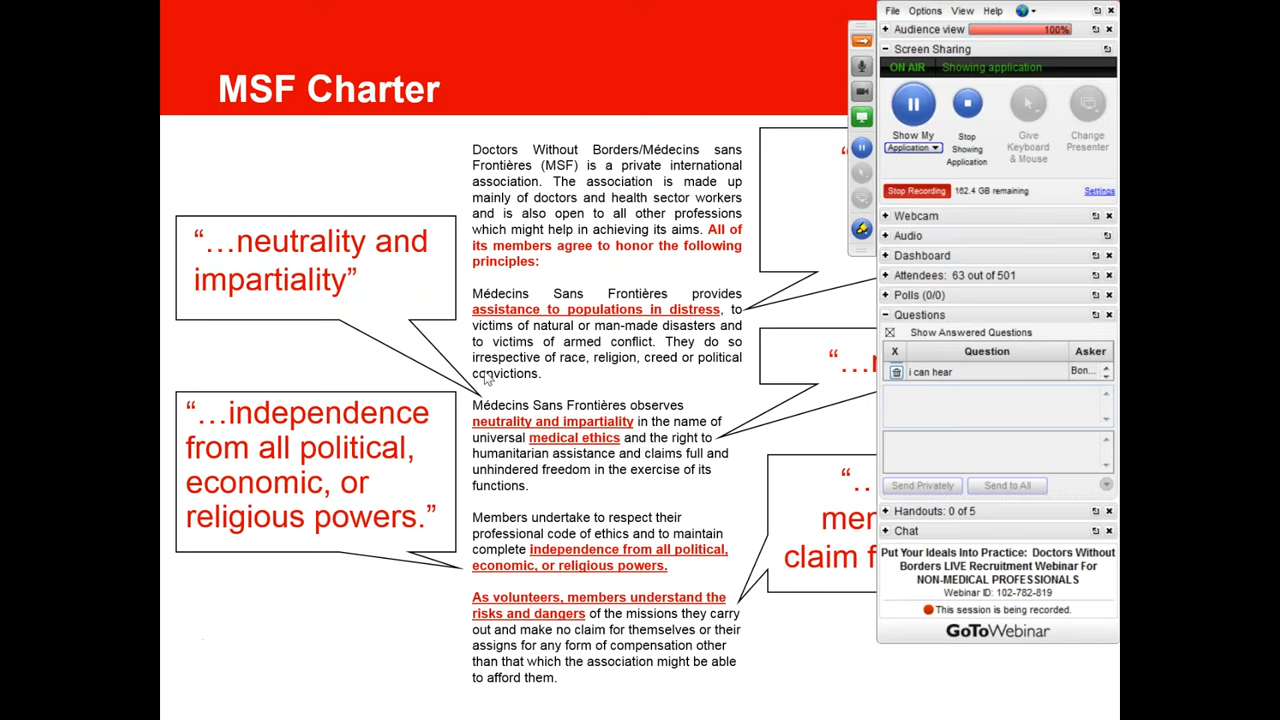 MSF Charter
Doctors Without Borders/Médecins sans
Frontières (MSF) is a private international
association. The association is made up
mainly of doctors and health sector workers
and is also open to all other professions
which might help in achieving its aims. All of
its members agree to honor the following
principles:
Médecins Sans Frontières provides
assistance to populations in distress, to
victims of natural or man-made disasters and
to victims of armed conflict. They do so
irrespective of race, religion, creed or political
convictions.
Médecins Sans Frontières observes
neutrality and impartiality in the name of
universal medical ethics and the right to
humanitarian assistance and claims full and
unhindered freedom in the exercise of its
functions.
Members undertake to respect their
professional code of ethics and to maintain
complete independence from all political,
economic, or religious powers.
As volunteers, members understand the
risks and dangers of the missions they carry
out and make no claim for themselves or their
assigns for any form of compensation other
than that which the association might be able
to afford them.
“…neutrality and
impartiality”
“…independence
from all political,
economic, or
religious powers.”
“…
claim
File Options View Help
Audience view 100%
Screen Sharing
ON AIR Showing application
Show My
Application
Stop
Showing
Application
Give
Keyboard
& Mouse
Change
Presenter
Stop Recording 162.4 GB remaining Settings
Webcam
Audio
Dashboard
Attendees: 63 out of 501
Polls (0/0)
Questions
Show Answered Questions
X Question Asker
i can hear Bon...
Send Privately Send to All
Handouts: 0 of 5
Chat
Put Your Ideals Into Practice: Doctors Without
Borders LIVE Recruitment Webinar For
NON-MEDICAL PROFESSIONALS
Webinar ID: 102-782-819
This session is being recorded.
GoToWebinar